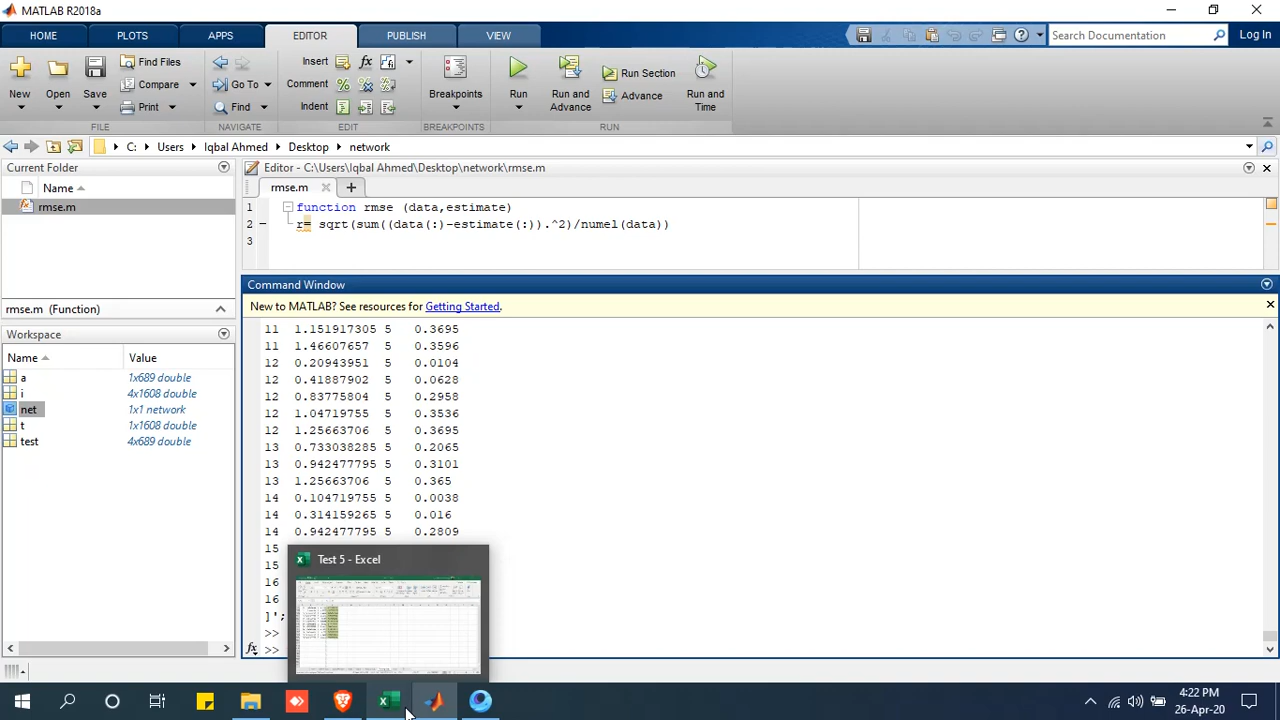 MATLAB R2018a
HOME PLOTS APPS EDITOR PUBLISH VIEW Search Documentation Log In
New Open Save Find Files Compare Print Go To Find Insert fx Comment Indent Breakpoints Run Run and Advance Run Section Advance Run and Time
FILE NAVIGATE EDIT BREAKPOINTS RUN
C: Users Iqbal Ahmed Desktop network
Current Folder
Name
rmse.m
rmse.m (Function)
Workspace
Name Value
a 1x689 double
i 4x1608 double
net 1x1 network
t 1x1608 double
test 4x689 double
Editor - C:\Users\Iqbal Ahmed\Desktop\network\rmse.m
rmse.m
1 function rmse (data,estimate)
2 r= sqrt(sum((data(:)-estimate(:)).^2)/numel(data))
3
Command Window
New to MATLAB? See resources for Getting Started.
11 1.151917305 5 0.3695
11 1.46607657 5 0.3596
12 0.20943951 5 0.0104
12 0.41887902 5 0.0628
12 0.83775804 5 0.2958
12 1.04719755 5 0.3536
12 1.25663706 5 0.3695
13 0.733038285 5 0.2065
13 0.942477795 5 0.3101
13 1.25663706 5 0.365
14 0.104719755 5 0.0038
14 0.314159265 5 0.016
14 0.942477795 5 0.2809
15
15
16
16
]';
>>
fx >>
Test 5 - Excel
4:22 PM
26-Apr-20